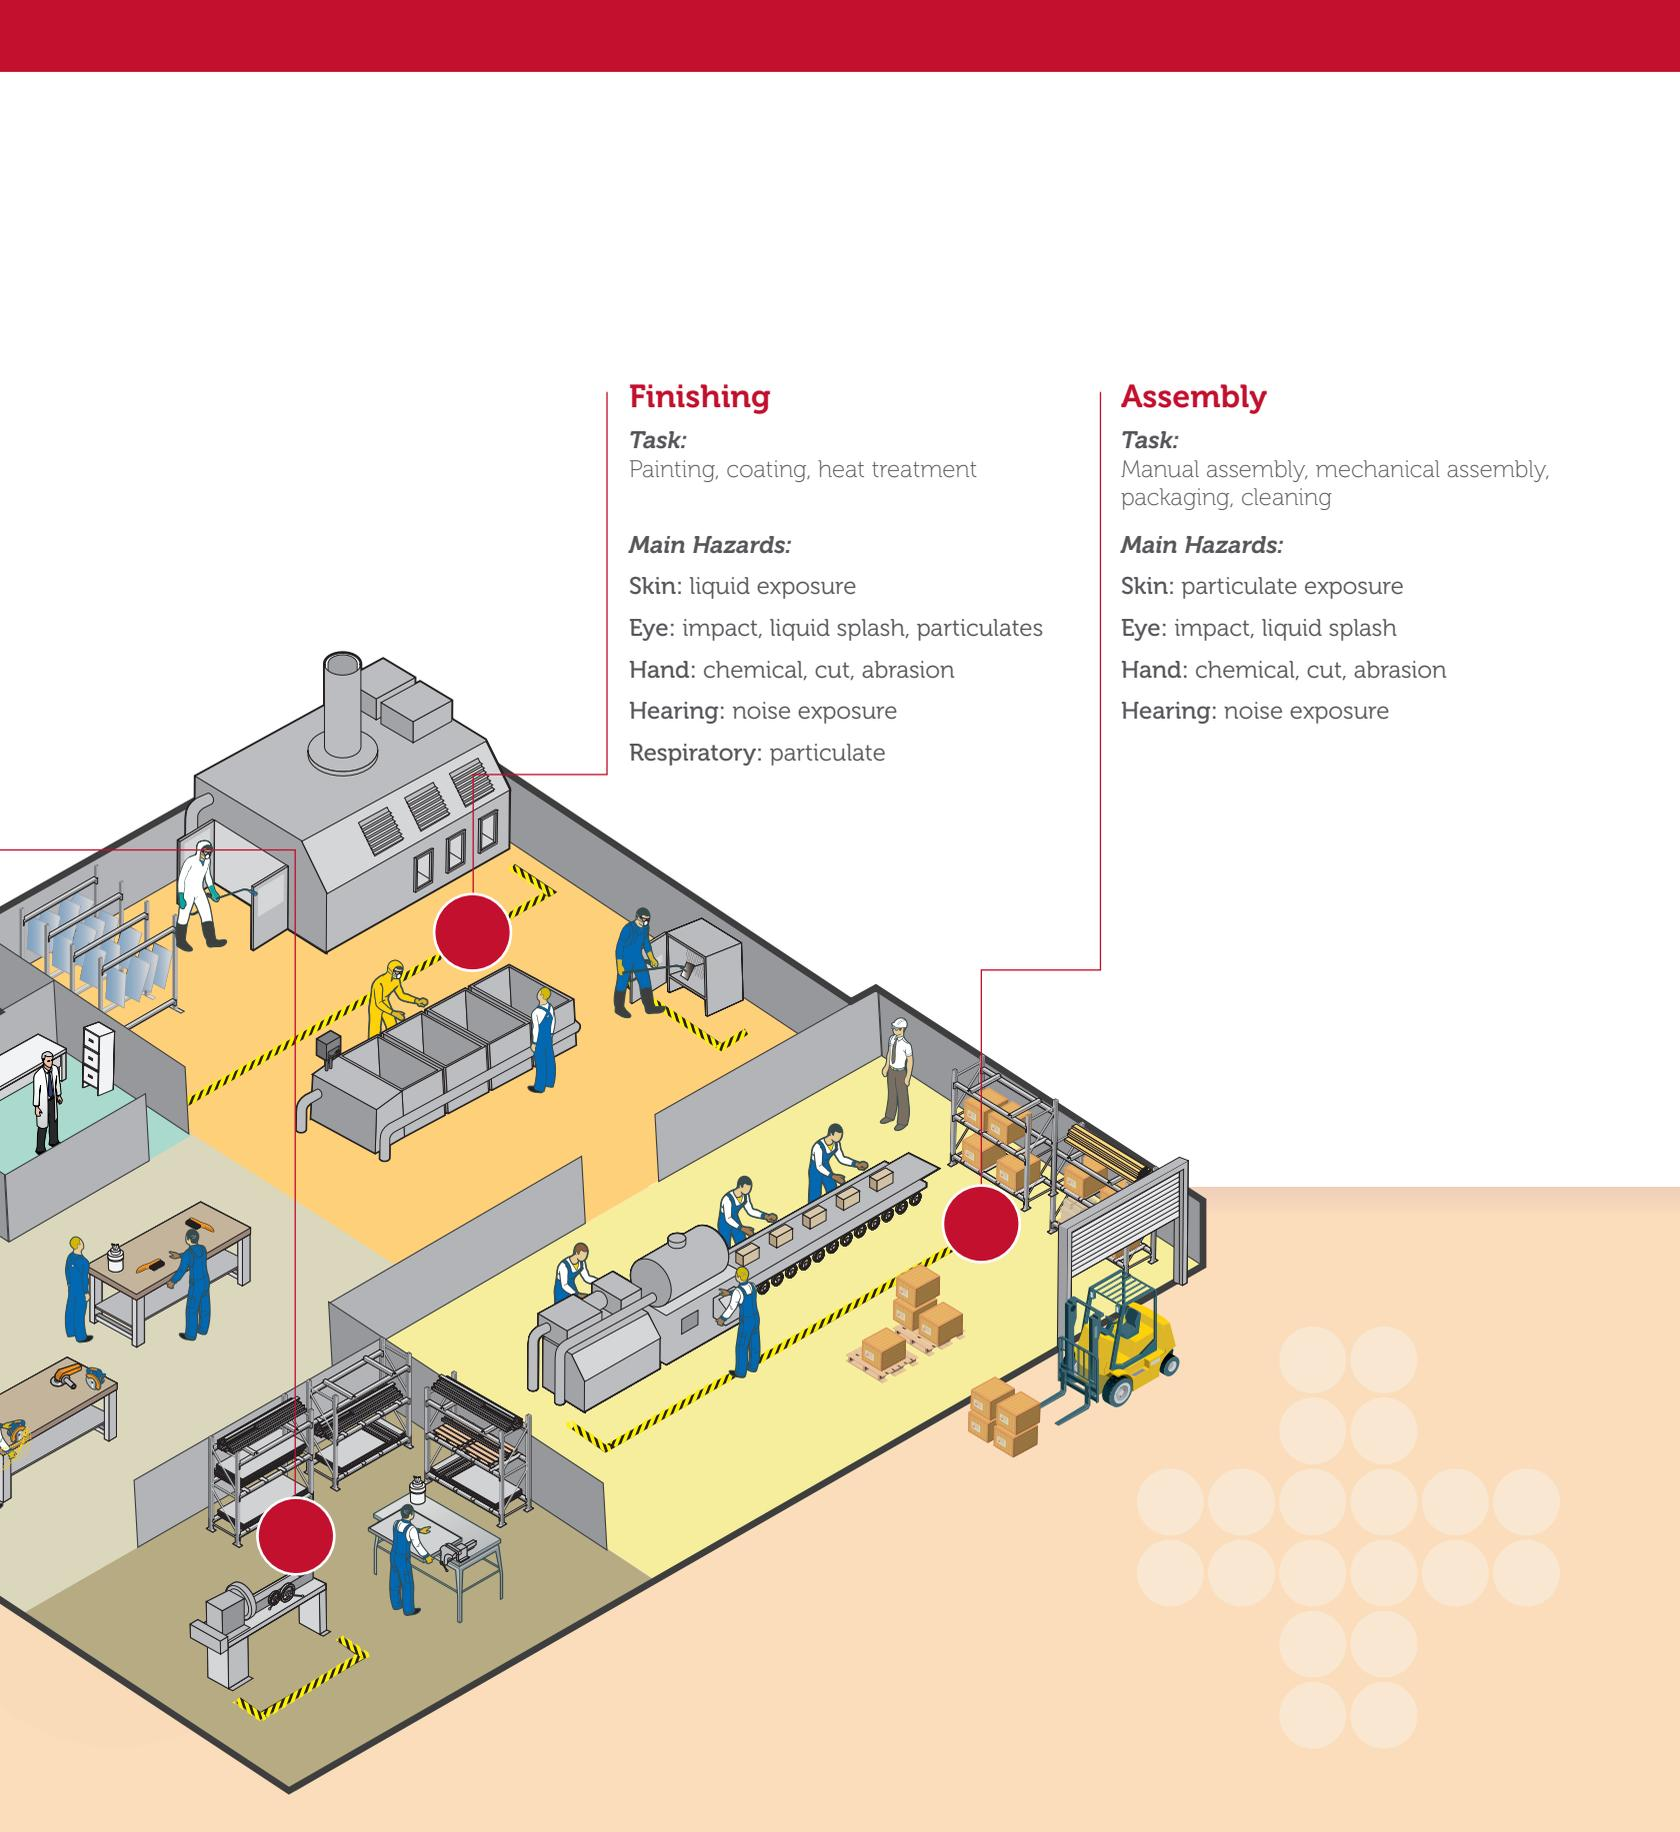 Finishing
Task:
Painting, coating, heat treatment
Main Hazards:
Skin: liquid exposure
Eye: impact, liquid splash, particulates
Hand: chemical, cut, abrasion
Hearing: noise exposure
Respiratory: particulate
Assembly
Task:
Manual assembly, mechanical assembly,
packaging, cleaning
Main Hazards:
Skin: particulate exposure
Eye: impact, liquid splash
Hand: chemical, cut, abrasion
Hearing: noise exposure